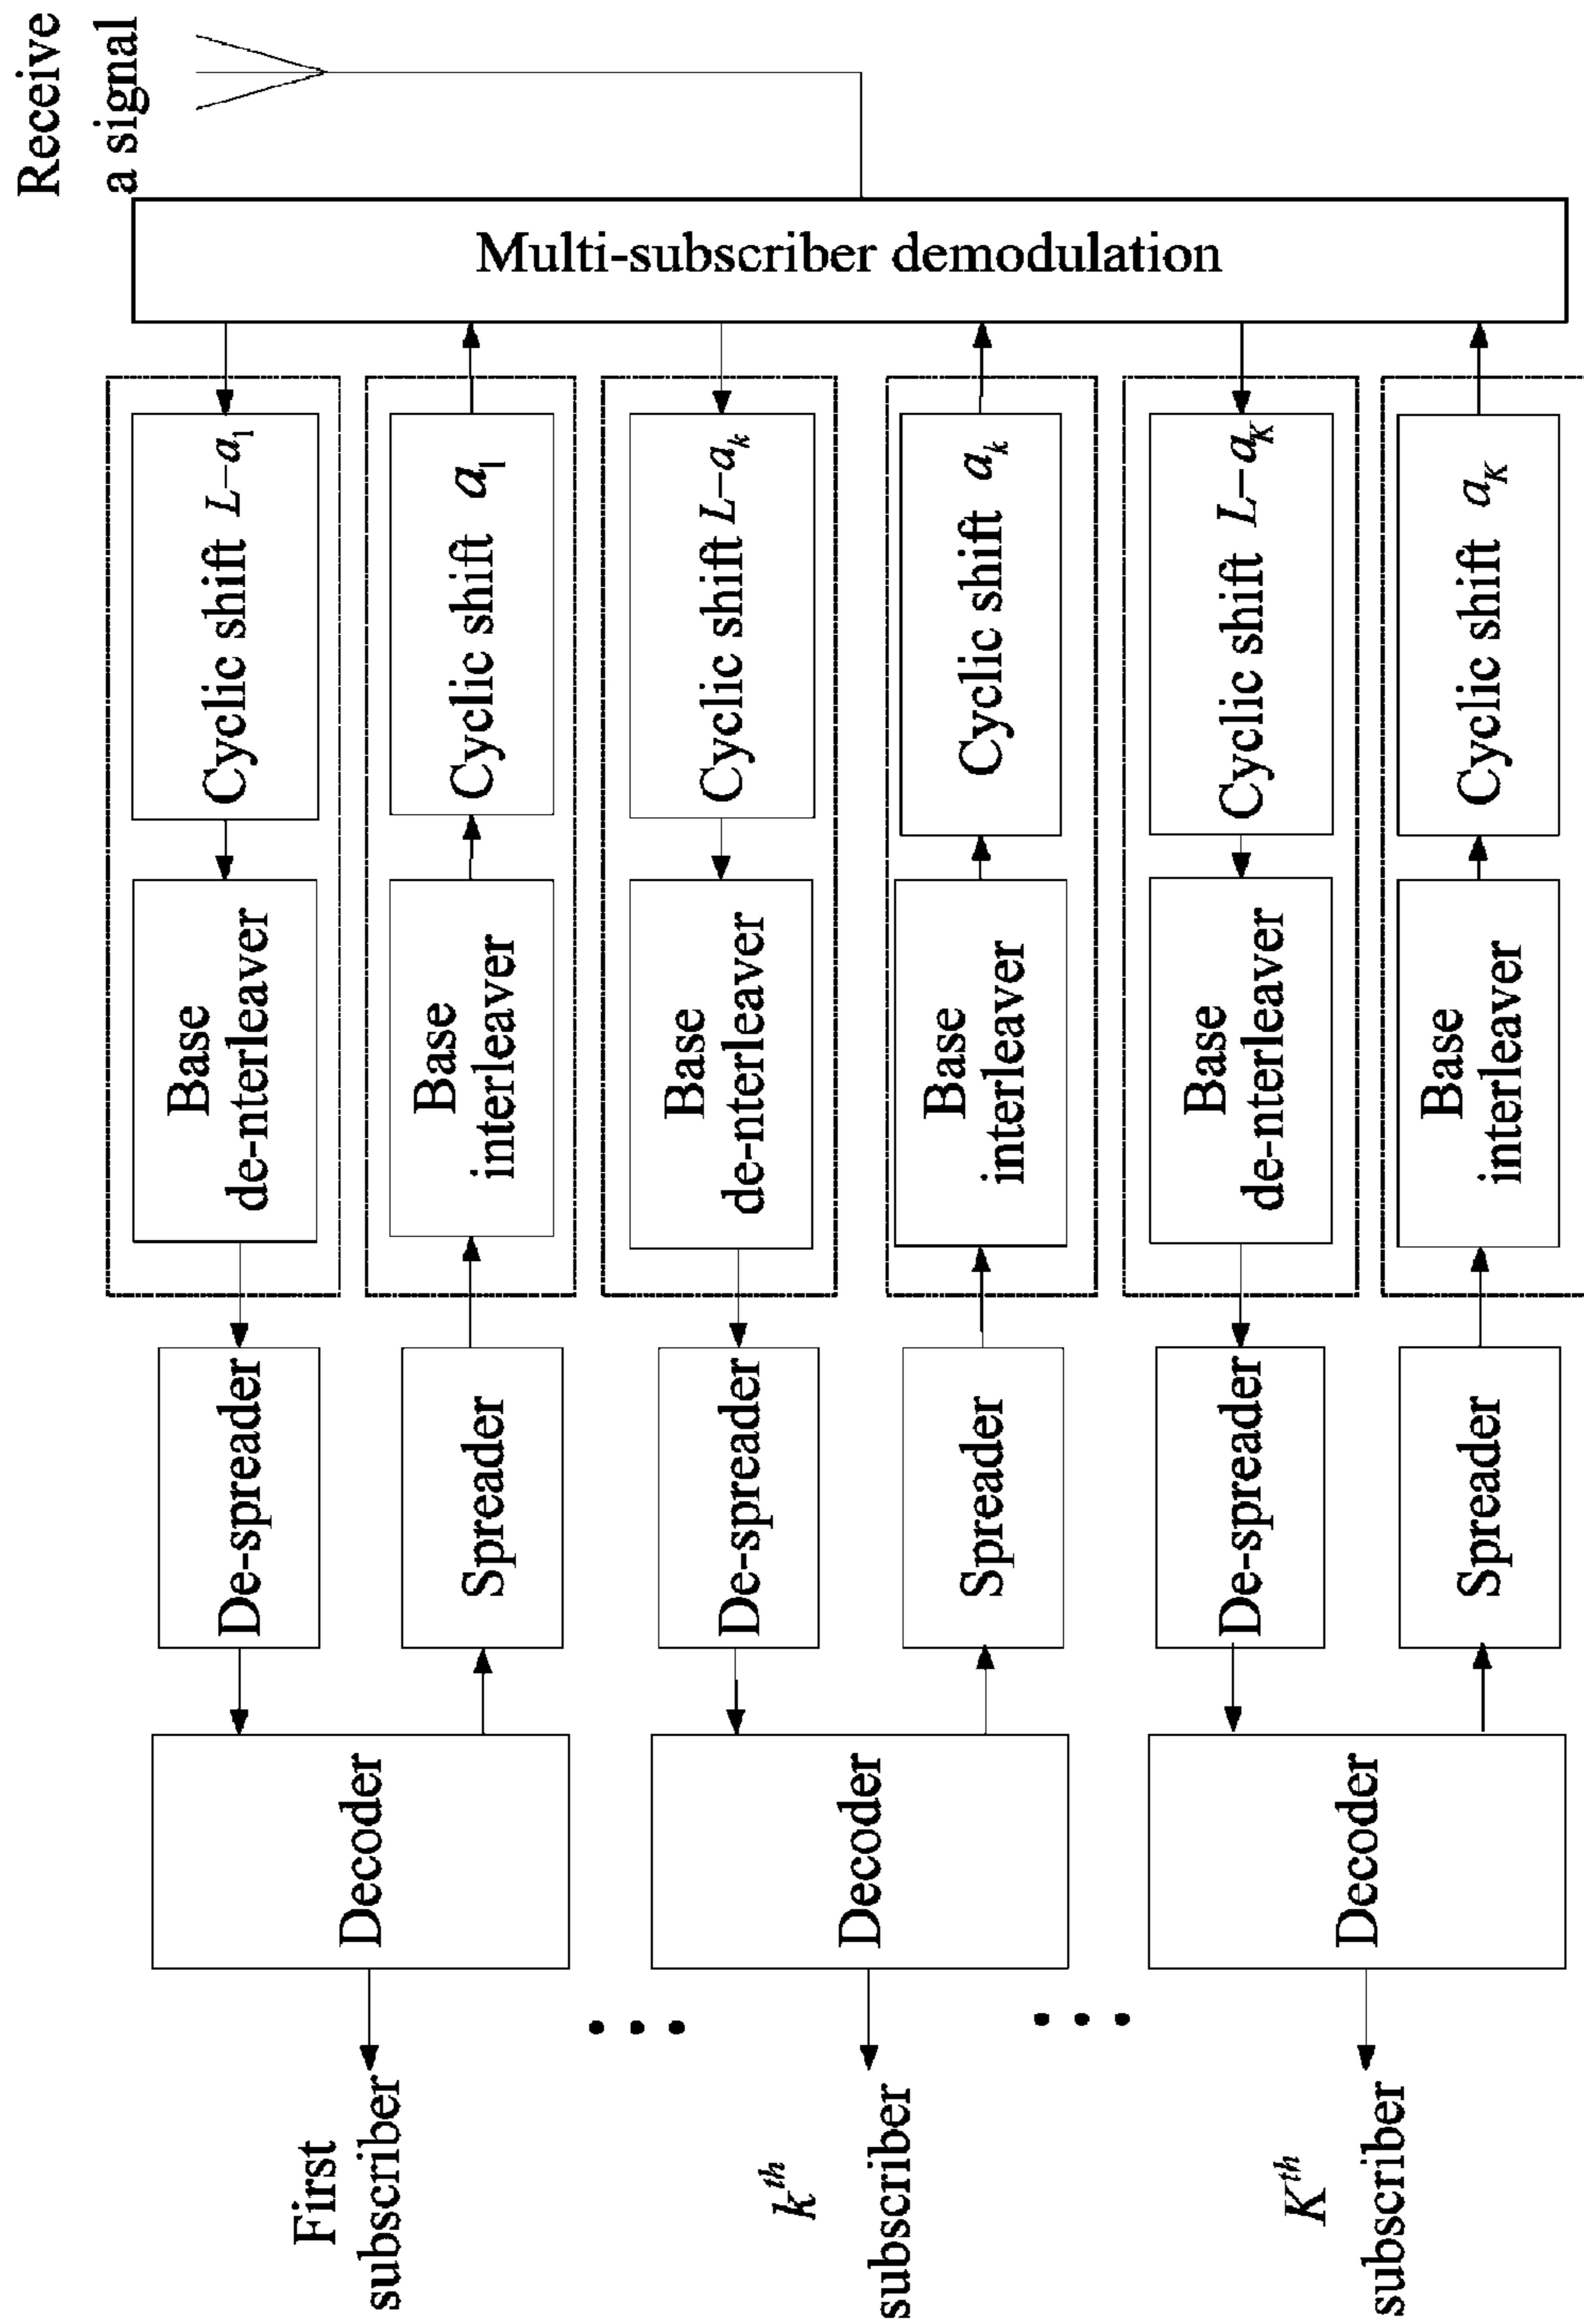 Receive
a signal
Multi-subscriber demodulation
Cyclic shift L-a₁
Base
de-nterleaver
De-spreader
Cyclic shift a₁
Base
interleaver
Spreader
Decoder
First
subscriber
Cyclic shift L-aₖ
Base
de-nterleaver
De-spreader
Cyclic shift aₖ
Base
interleaver
Spreader
Decoder
• • •
kᵗʰ
subscriber
Cyclic shift L-a_K
Base
de-nterleaver
De-spreader
Cyclic shift a_K
Base
interleaver
Spreader
Decoder
• • •
Kᵗʰ
subscriber